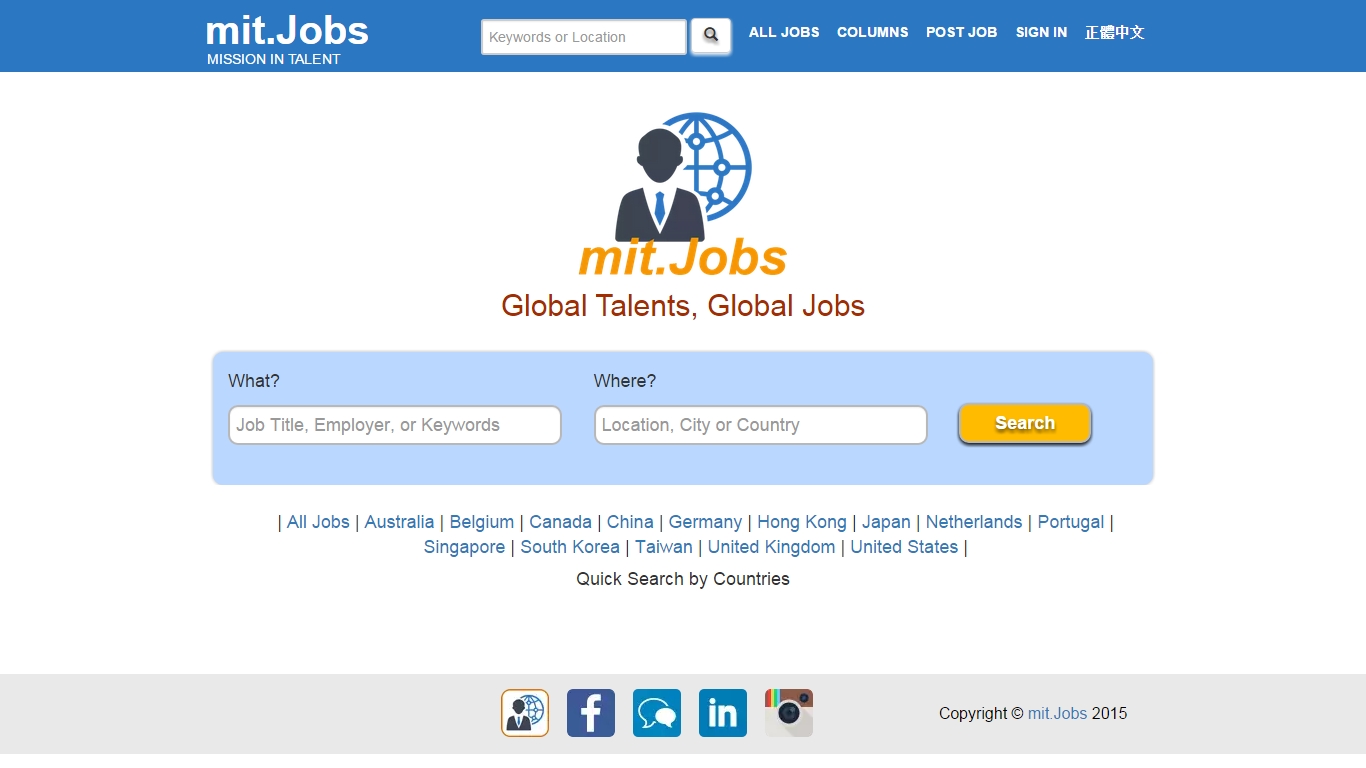 mit.Jobs
MISSION IN TALENT
Keywords or Location
ALL JOBS COLUMNS POST JOB SIGN IN 正體中文
mit.Jobs
Global Talents, Global Jobs
What? Where?
Job Title, Employer, or Keywords Location, City or Country Search
| All Jobs | Australia | Belgium | Canada | China | Germany | Hong Kong | Japan | Netherlands | Portugal |
Singapore | South Korea | Taiwan | United Kingdom | United States |
Quick Search by Countries
f in Copyright © mit.Jobs 2015